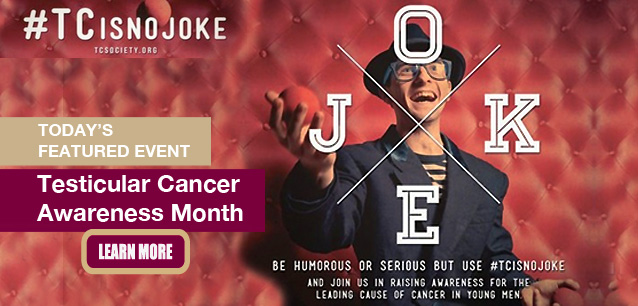 #TCISNOJOKE
TCSOCIETY.ORG
TODAY'S
FEATURED EVENT
Testicular Cancer
Awareness Month
LEARN MORE
O
J K
E
BE HUMOROUS OR SERIOUS BUT USE #TCISNOJOKE
AND JOIN US IN RAISING AWARENESS FOR THE
LEADING CAUSE OF CANCER IN YOUNG MEN.